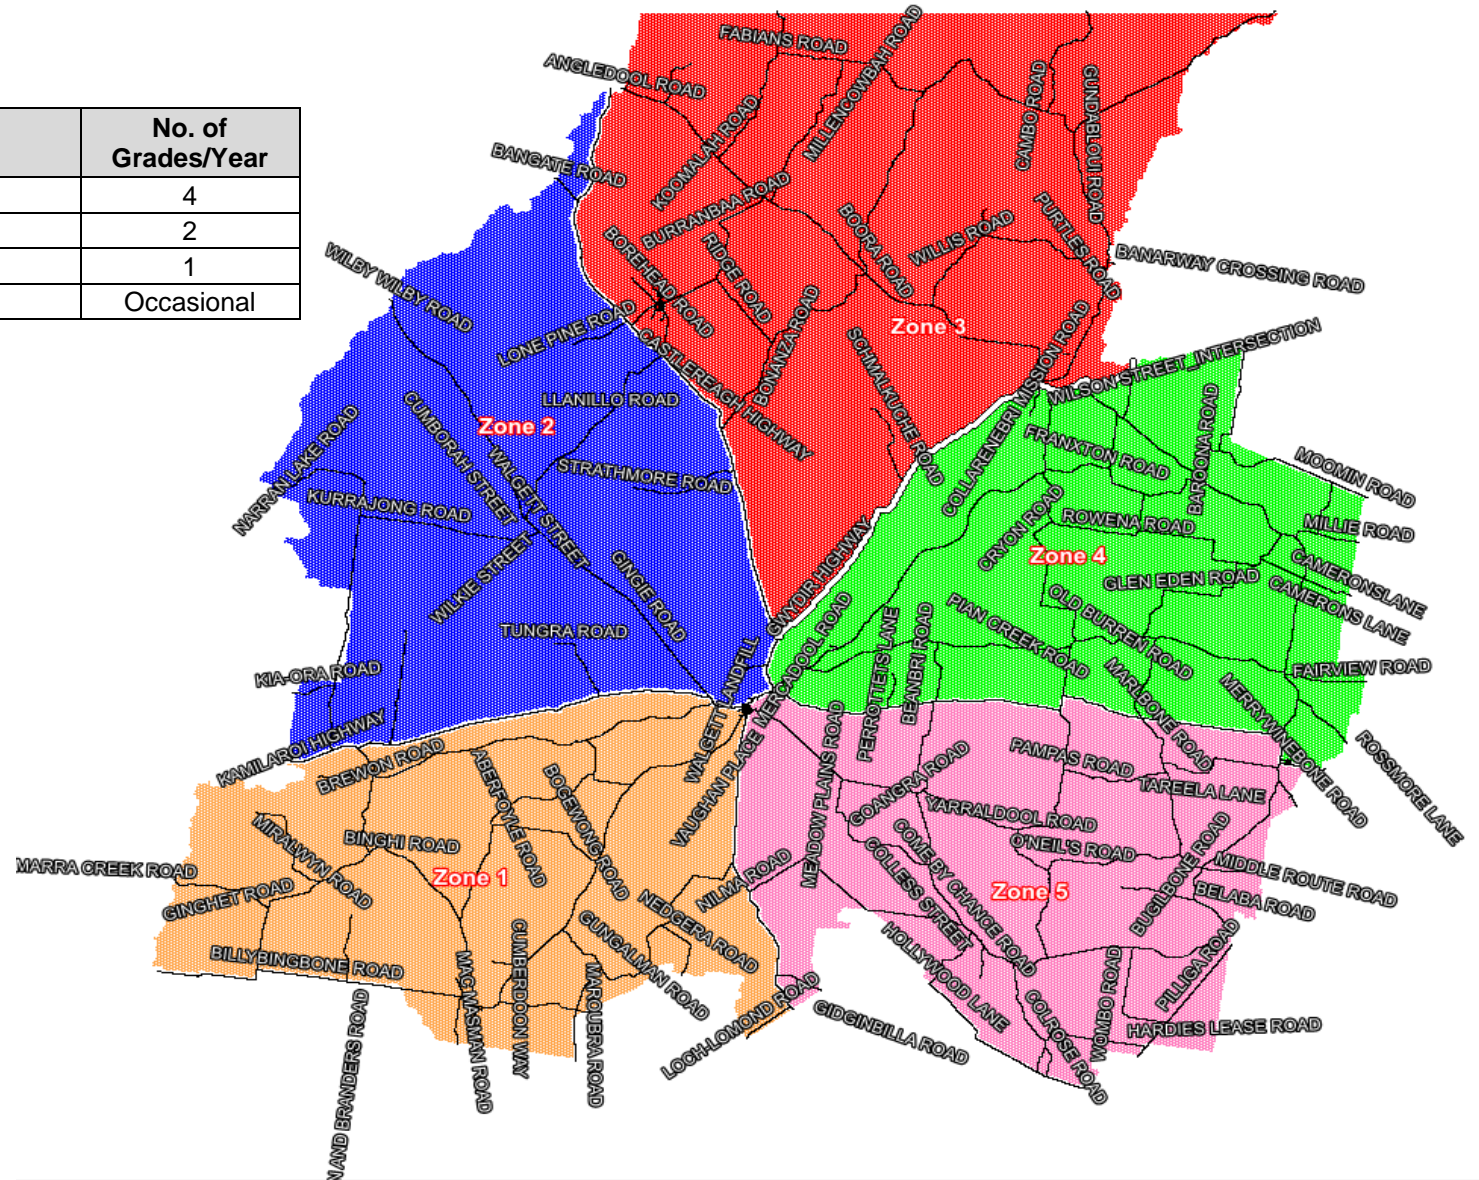 No. of
Grades/Year
4
2
1
Occasional
FABIANS ROAD
ANGLEDOOL ROAD
MILLENCOWBAH ROAD
CAMBO ROAD
GUNDABLOUI ROAD
KOOMALAH ROAD
BANGATE ROAD
BURRANBAA ROAD
BOREHEAD ROAD
RIDGE ROAD
BOORA ROAD
WILLIS ROAD
PURTLES ROAD
BANARWAY CROSSING ROAD
WILBY WILBY ROAD
LONE PINE ROAD
BONANZA ROAD
CASTLEREAGH HIGHWAY
SCHMALKUCHE ROAD
Zone 3
COLLARENEBRI MISSION ROAD
WILSON STREET_INTERSECTION
LLANILLO ROAD
Zone 2
CUMBORAH STREET
WALGETT STREET
STRATHMORE ROAD
NARRAN LAKE ROAD
KURRAJONG ROAD
WILKIE STREET
GINGIE ROAD
TUNGRA ROAD
FRANXTON ROAD
BAROONA ROAD
MOOMIN ROAD
CRYON ROAD
ROWENA ROAD
MILLIE ROAD
Zone 4
GLEN EDEN ROAD
CAMERONSLANE
CAMERONS LANE
GWYDIR HIGHWAY
PIAN CREEK ROAD
OLD BURREN ROAD
FAIRVIEW ROAD
MERCADOOL ROAD
PERROTTETS LANE
BEANBRI ROAD
MARLBONE ROAD
MERRYWINEBONE ROAD
ROSSMORE LANE
KIA-ORA ROAD
KAMILAROI HIGHWAY
WALGETT LANDFILL
VAUGHAN PLACE
BREWON ROAD
ABERFOYLE ROAD
BOGEWONG ROAD
MEADOW PLAINS ROAD
GOANGRA ROAD
PAMPAS ROAD
TAREELA LANE
YARRALDOOL ROAD
O'NEIL'S ROAD
MIRALWYN ROAD
BINGHI ROAD
MARRA CREEK ROAD
GINGHET ROAD
Zone 1
NILMA ROAD
NEDGERA ROAD
GUNGALMAN ROAD
COLLESS STREET
COME BY CHANCE ROAD
Zone 5
BUGILBONE ROAD
MIDDLE ROUTE ROAD
BELABA ROAD
BILLYBINGBONE ROAD
MAC MASMAN ROAD
CUMBERDOON WAY
MAROUBRA ROAD
LOCH-LOMOND ROAD
GIDGINBILLA ROAD
HOLLYWOOD LANE
COLROSE ROAD
WOMBO ROAD
PILLIGA ROAD
HARDIES LEASE ROAD
N AND BRANDERS ROAD